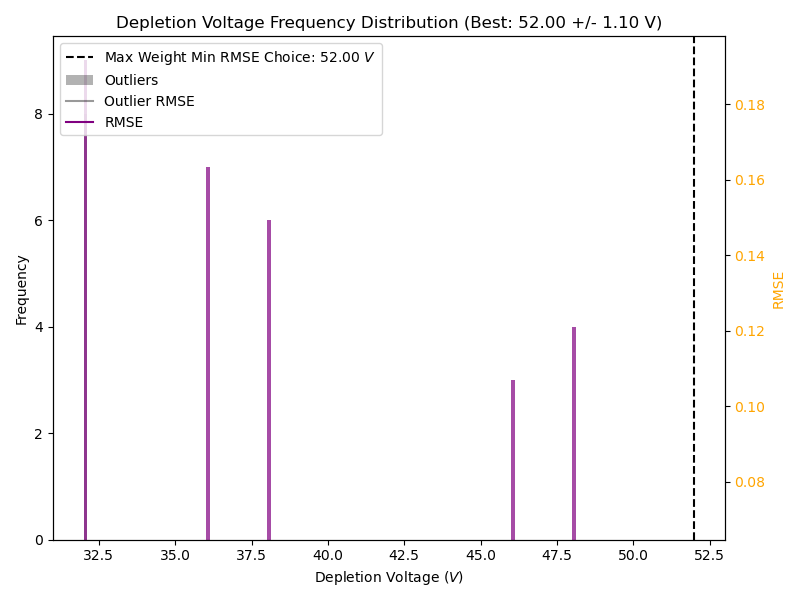 Depletion Voltage Frequency Distribution (Best: 52.00 +/- 1.10 V)
Max Weight Min RMSE Choice: 52.00 V
Outliers
Outlier RMSE
RMSE
8
6
4
2
0
Frequency
0.18
0.16
0.14
0.12
0.10
0.08
RMSE
32.5 35.0 37.5 40.0 42.5 45.0 47.5 50.0 52.5
Depletion Voltage (V)